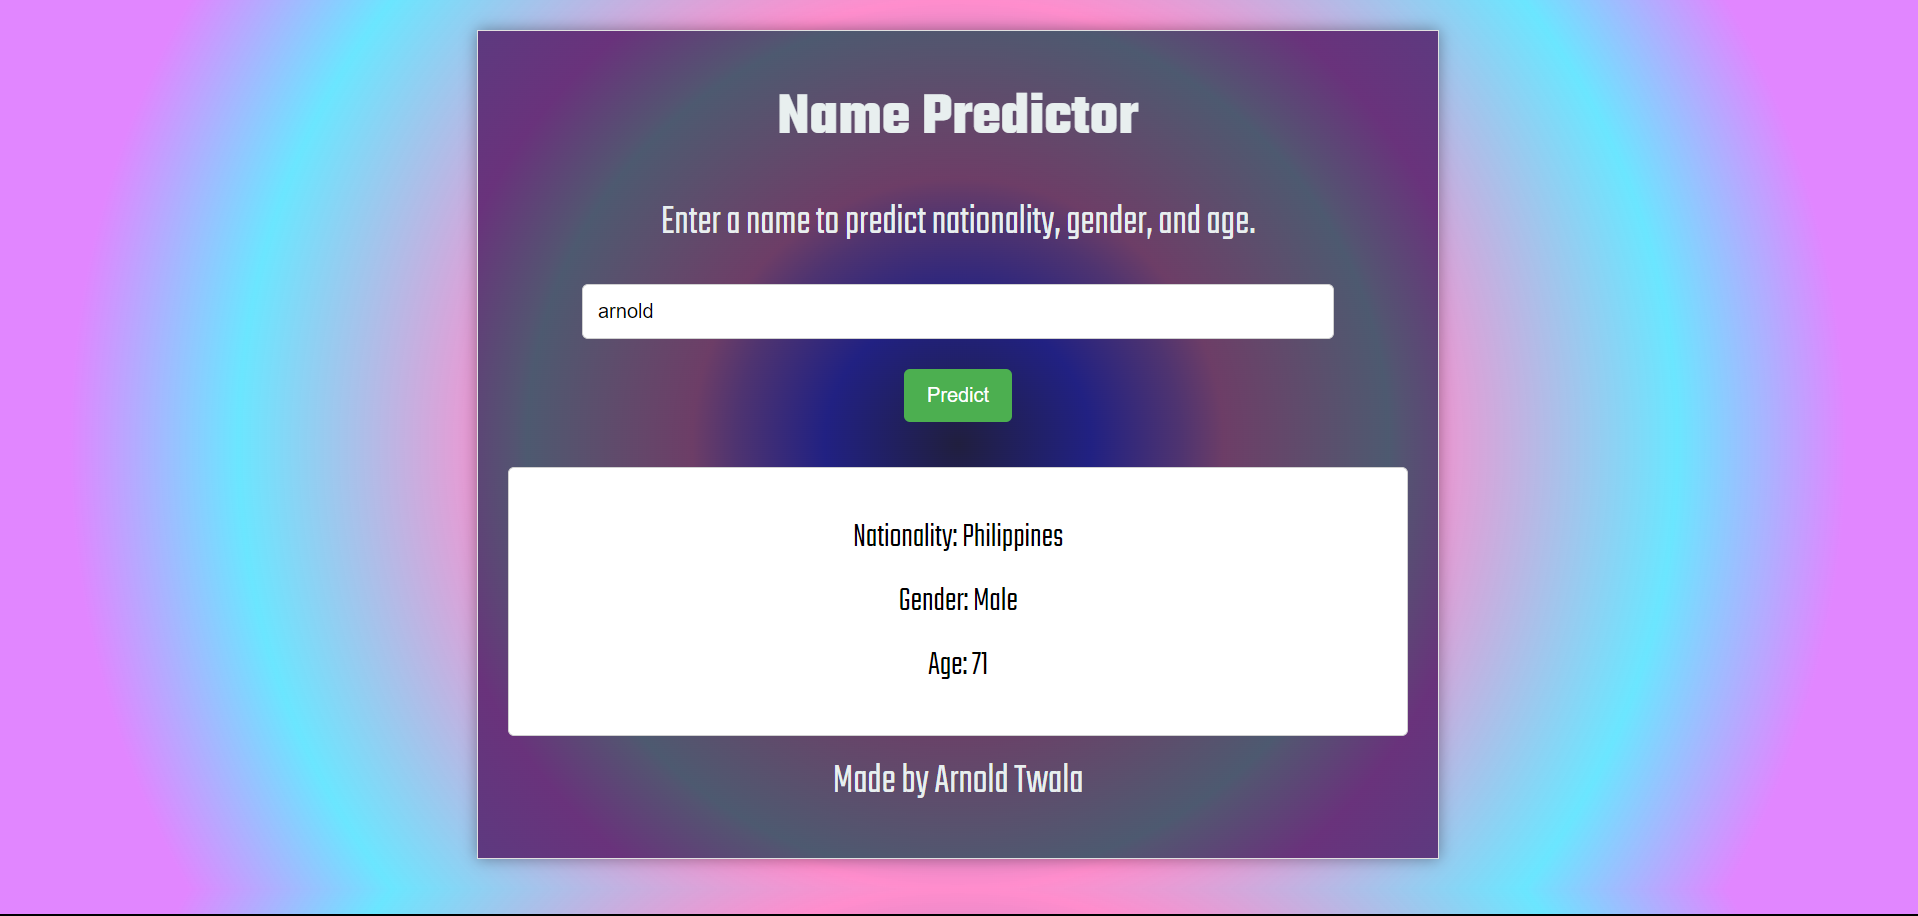 Name Predictor
Enter a name to predict nationality, gender, and age.
arnold
Predict
Nationality: Philippines
Gender: Male
Age: 71
Made by Arnold Twala